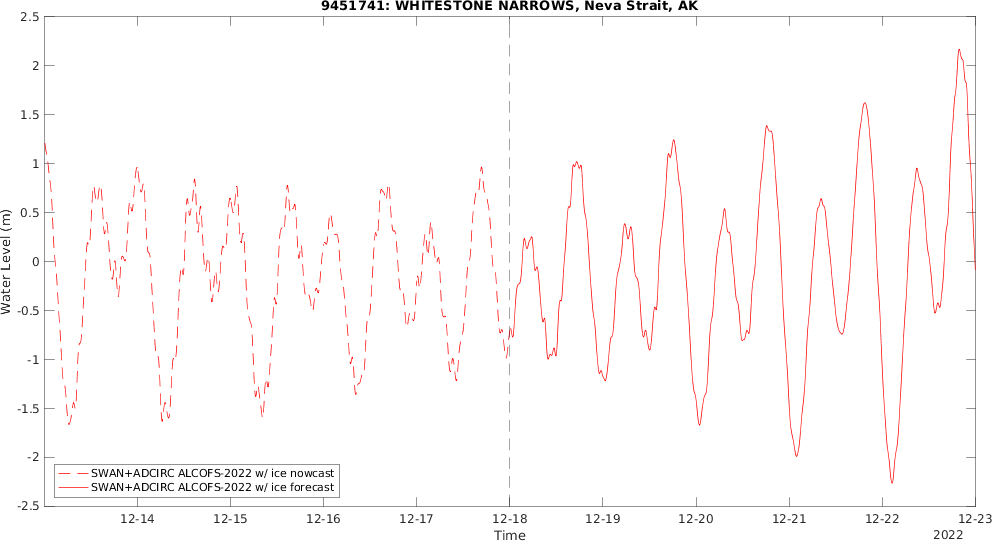 9451741: WHITESTONE NARROWS, Neva Strait, AK
2.5
2
1.5
1
0.5
0
-0.5
-1
-1.5
-2
-2.5
Water Level (m)
SWAN+ADCIRC ALCOFS-2022 w/ ice nowcast
SWAN+ADCIRC ALCOFS-2022 w/ ice forecast
12-14 12-15 12-16 12-17 12-18 12-19 12-20 12-21 12-22 12-23
Time
2022